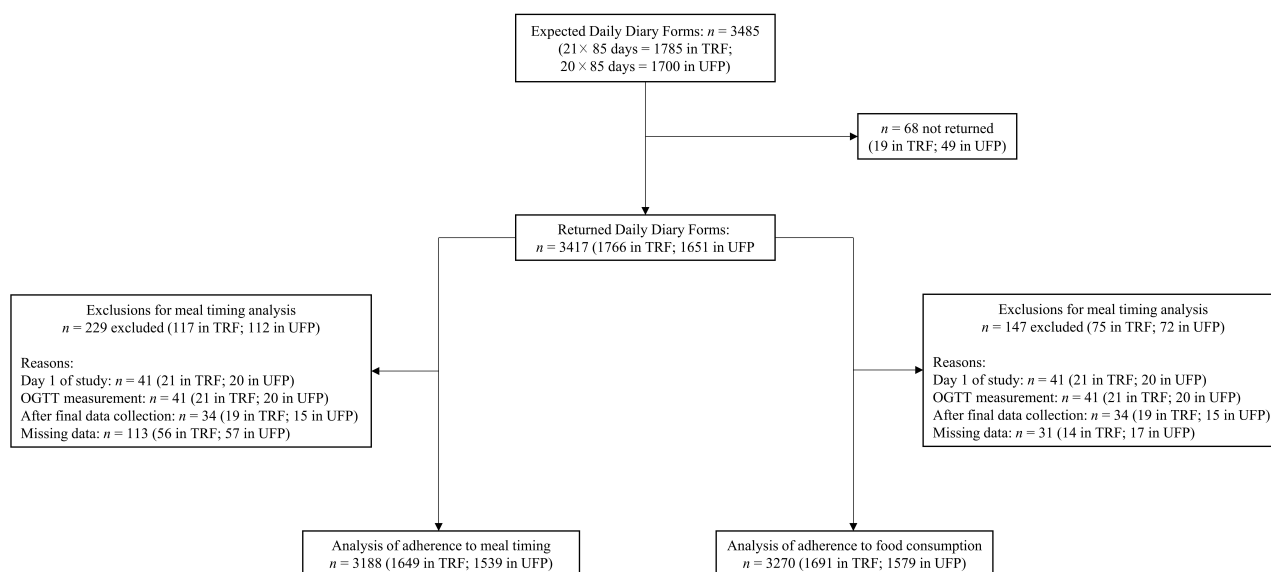 Expected Daily Diary Forms: n = 3485
(21× 85 days = 1785 in TRF;
20 × 85 days = 1700 in UFP)
n = 68 not returned
(19 in TRF; 49 in UFP)
Returned Daily Diary Forms:
n = 3417 (1766 in TRF; 1651 in UFP
Exclusions for meal timing analysis
n = 229 excluded (117 in TRF; 112 in UFP)
Reasons:
Day 1 of study: n = 41 (21 in TRF; 20 in UFP)
OGTT measurement: n = 41 (21 in TRF; 20 in UFP)
After final data collection: n = 34 (19 in TRF; 15 in UFP)
Missing data: n = 113 (56 in TRF; 57 in UFP)
Exclusions for meal timing analysis
n = 147 excluded (75 in TRF; 72 in UFP)
Reasons:
Day 1 of study: n = 41 (21 in TRF; 20 in UFP)
OGTT measurement: n = 41 (21 in TRF; 20 in UFP)
After final data collection: n = 34 (19 in TRF; 15 in UFP)
Missing data: n = 31 (14 in TRF; 17 in UFP)
Analysis of adherence to meal timing
n = 3188 (1649 in TRF; 1539 in UFP)
Analysis of adherence to food consumption
n = 3270 (1691 in TRF; 1579 in UFP)